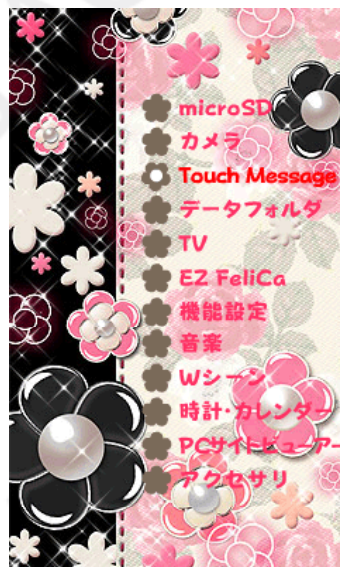 microSD
カメラ
Touch Message
データフォルダ
TV
EZ FeliCa
機能設定
音楽
Wシーン
時計·カレンダー
PCサイトビューアー
アクセサリ